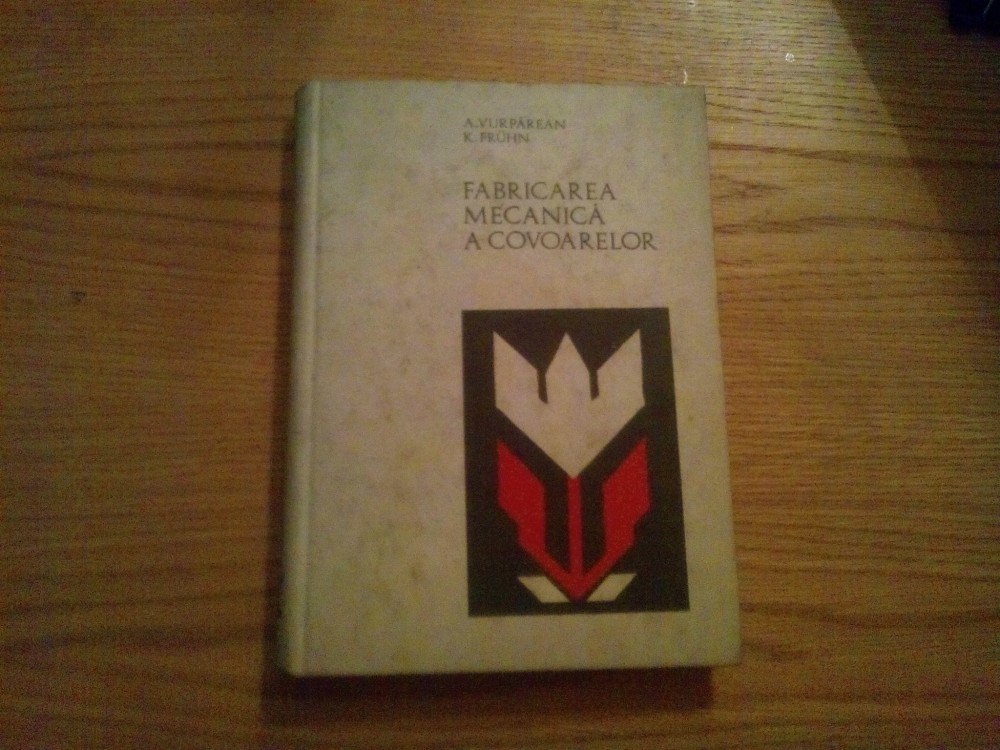 A. VURPĂREAN
K. FRÜHN
FABRICAREA
MECANICĂ
A COVOARELOR